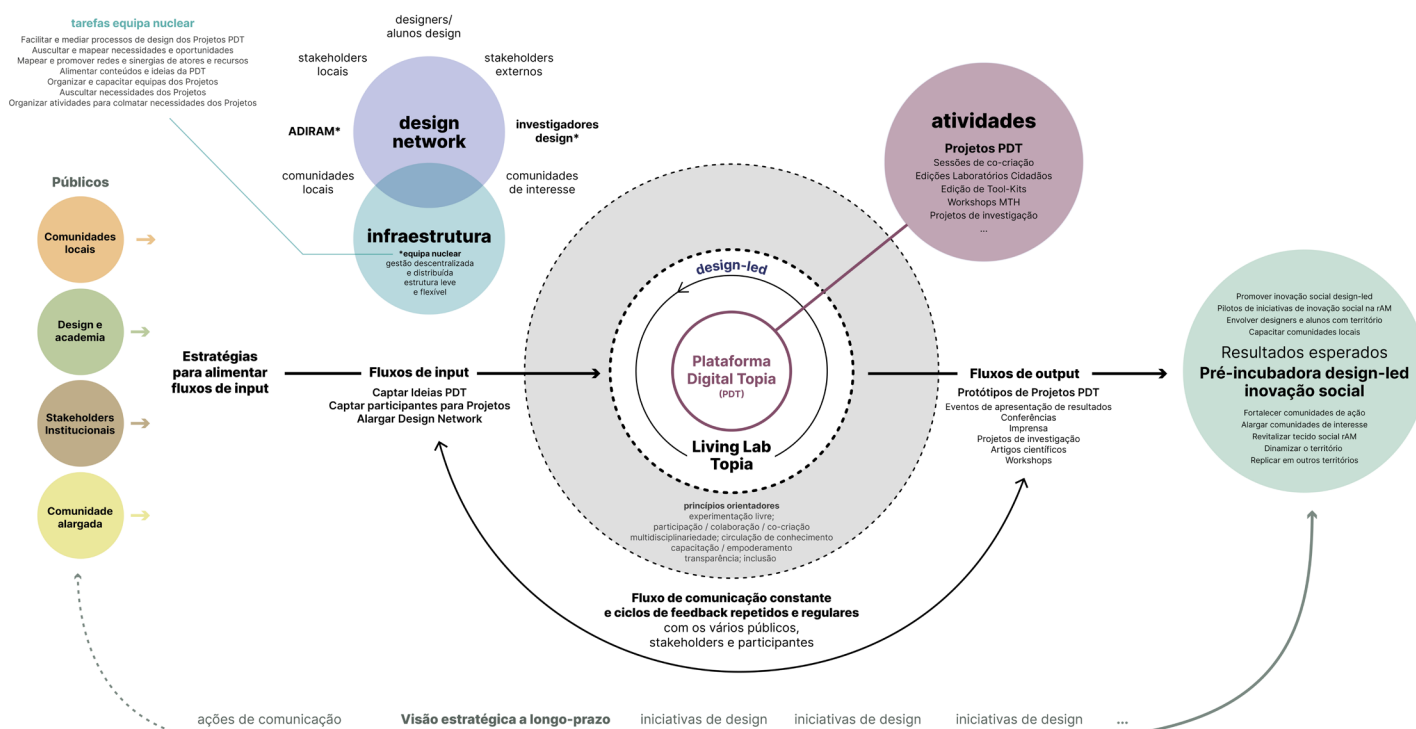 tarefas equipa nuclear
Facilitar e mediar processos de design dos Projetos PDT
Auscultar e mapear necessidades e oportunidades
Mapear e promover redes e sinergias de atores e recursos
Alimentar conteúdos e ideias da PDT
Organizar e capacitar equipas dos Projetos
Auscultar necessidades dos Projetos
Organizar atividades para colmatar necessidades dos Projetos
designers/
alunos design
stakeholders
locais
stakeholders
externos
ADIRAM*
design
network
investigadores
design*
comunidades
locais
comunidades
de interesse
infraestrutura
*equipa nuclear
gestão descentralizada
e distribuída
estrutura leve
e flexível
atividades
Projetos PDT
Sessões de co-criação
Edições Laboratórios Cidadãos
Edição de Tool-Kits
Workshops MTH
Projetos de investigação
...
Públicos
Comunidades
locais
Design e
academia
Stakeholders
Institucionais
Comunidade
alargada
Estratégias
para alimentar
fluxos de input
Fluxos de input
Captar Ideias PDT
Captar participantes para Projetos
Alargar Design Network
design-led
Plataforma
Digital Topia
(PDT)
Living Lab
Topia
princípios orientadores
experimentação livre;
participação / colaboração / co-criação
multidisciplinariedade; circulação de conhecimento
capacitação / empoderamento
transparência; inclusão
Fluxos de output
Protótipos de Projetos PDT
Eventos de apresentação de resultados
Conferências
Imprensa
Projetos de investigação
Artigos científicos
Workshops
Promover inovação social design-led
Pilotos de iniciativas de inovação social na rAM
Envolver designers e alunos com território
Capacitar comunidades locais
Resultados esperados
Pré-incubadora design-led
inovação social
Fortalecer comunidades de ação
Alargar comunidades de interesse
Revitalizar tecido social rAM
Dinamizar o território
Replicar em outros territórios
Fluxo de comunicação constante
e ciclos de feedback repetidos e regulares
com os vários públicos,
stakeholders e participantes
ações de comunicação
Visão estratégica a longo-prazo
iniciativas de design
iniciativas de design
iniciativas de design
...